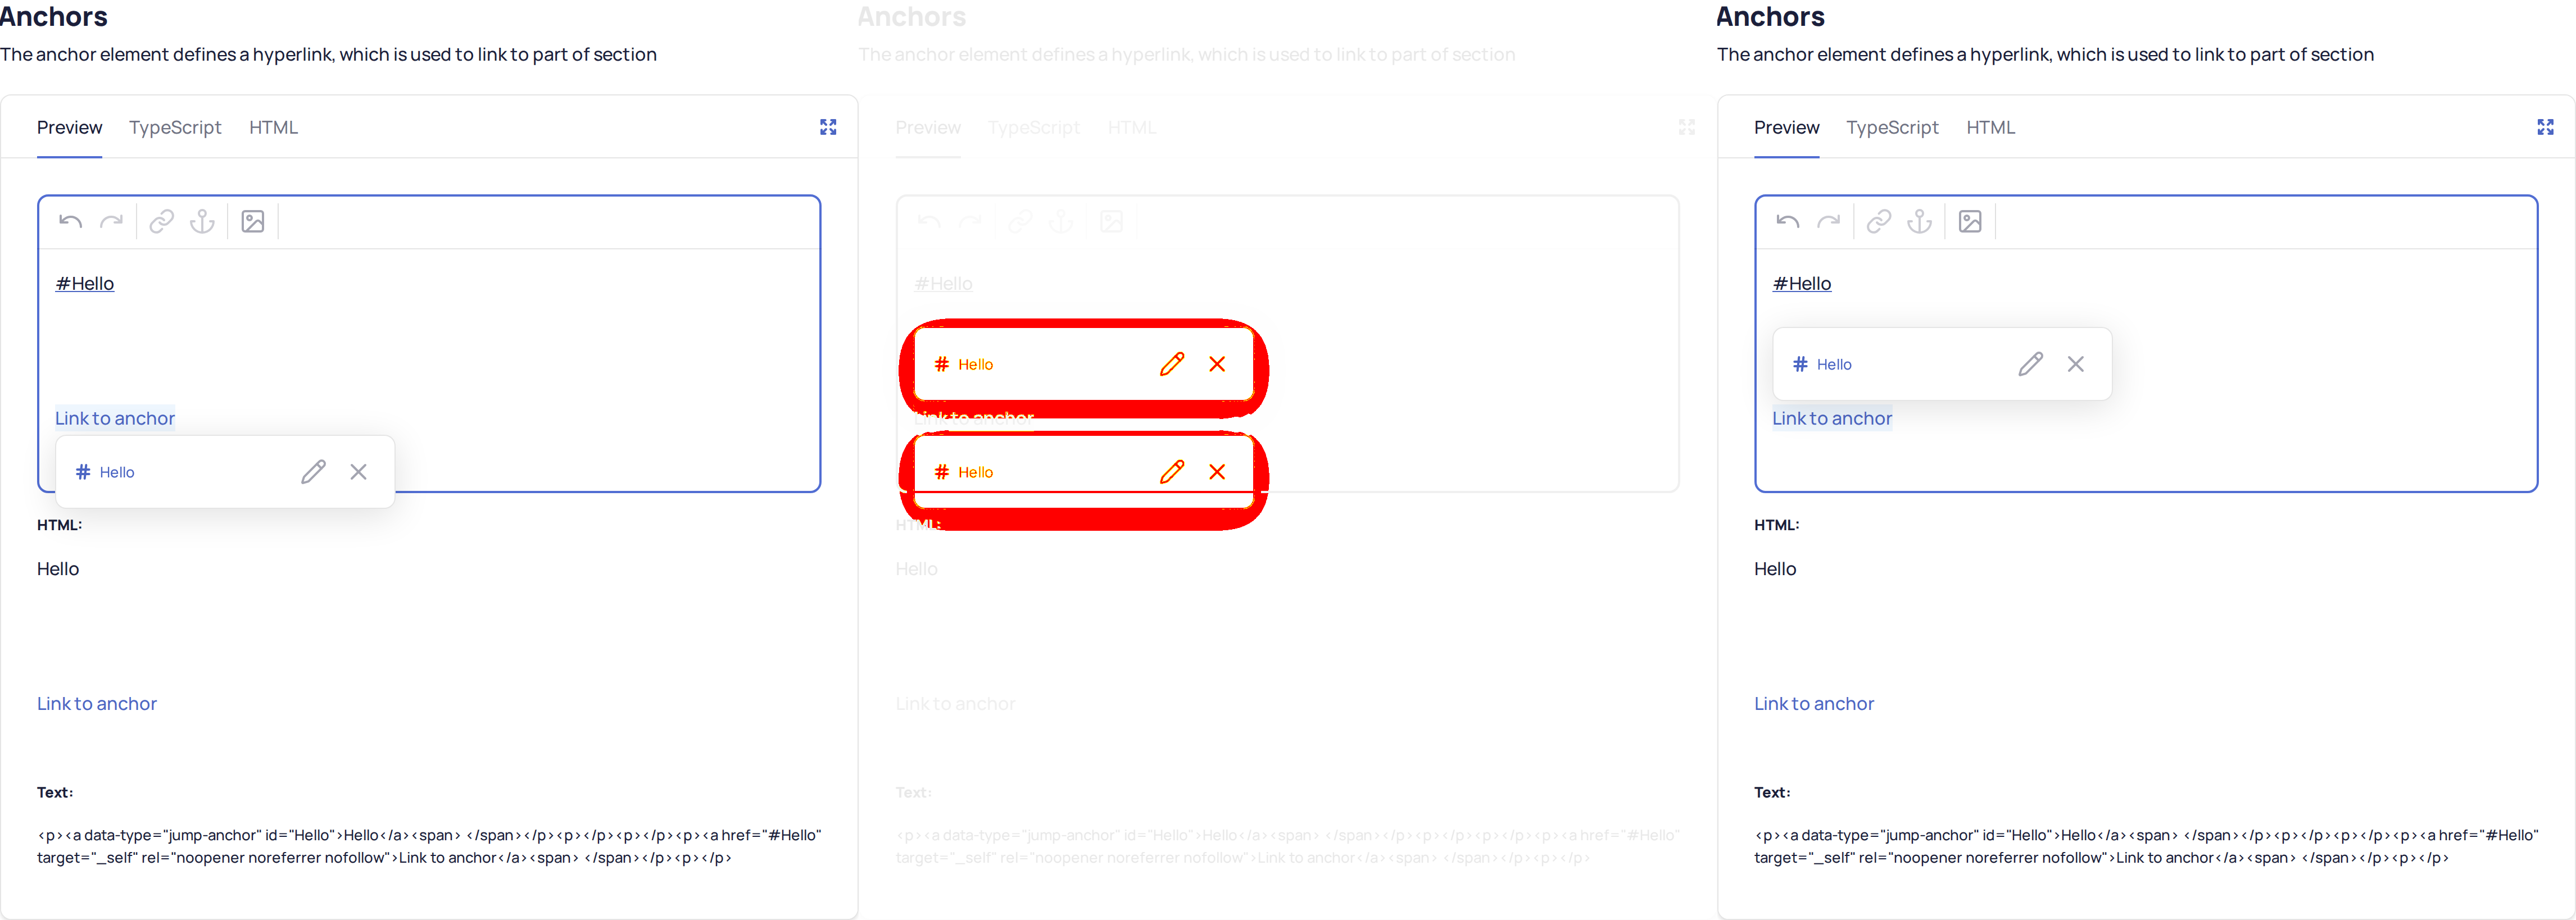 Anchors
The anchor element defines a hyperlink, which is used to link to part of section
Preview TypeScript HTML
#Hello
Link to anchor
# Hello
HTML:
Hello
Link to anchor
Text:
<p><a data-type="jump-anchor" id="Hello">Hello</a><span> </span></p><p></p><p></p><p><a href="#Hello"
target="_self" rel="noopener noreferrer nofollow">Link to anchor</a><span> </span></p><p></p>
Anchors
The anchor element defines a hyperlink, which is used to link to part of section
Preview TypeScript HTML
#Hello
# Hello
Link to anchor
# Hello
HTML:
Hello
Link to anchor
Text:
<p><a data-type="jump-anchor" id="Hello">Hello</a><span> </span></p><p></p><p></p><p><a href="#Hello"
target="_self" rel="noopener noreferrer nofollow">Link to anchor</a><span> </span></p><p></p>
Anchors
The anchor element defines a hyperlink, which is used to link to part of section
Preview TypeScript HTML
#Hello
# Hello
Link to anchor
HTML:
Hello
Link to anchor
Text:
<p><a data-type="jump-anchor" id="Hello">Hello</a><span> </span></p><p></p><p></p><p><a href="#Hello"
target="_self" rel="noopener noreferrer nofollow">Link to anchor</a><span> </span></p><p></p>